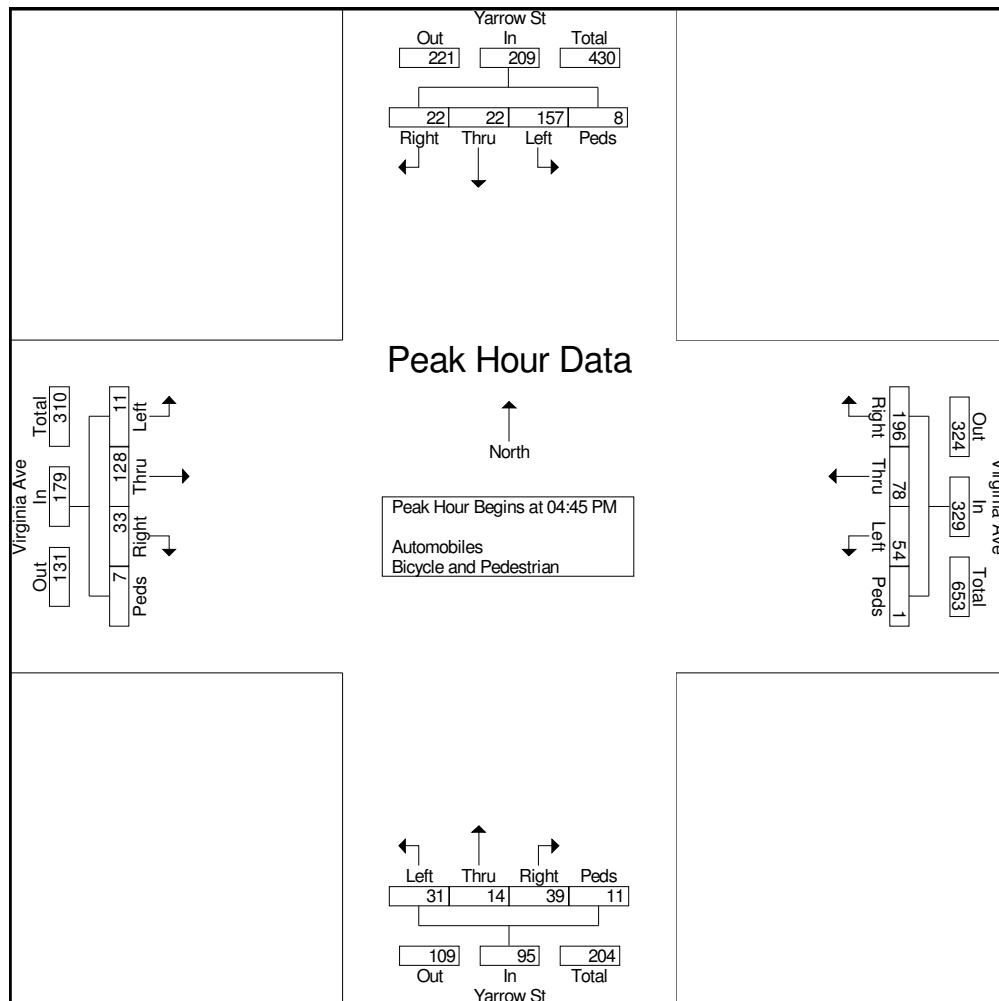 Yarrow St
Out In Total
221 209 430
22 22 157 8
Right Thru Left Peds
Peak Hour Data
North
Peak Hour Begins at 04:45 PM
Automobiles
Bicycle and Pedestrian
Virginia Ave
Out In Total
131 179 310
7 33 128 11
Peds Right Thru Left
Virginia Ave
Out In Total
324 329 653
196 78 54 1
Right Thru Left Peds
Left Thru Right Peds
31 14 39 11
109 95 204
Out In Total
Yarrow St